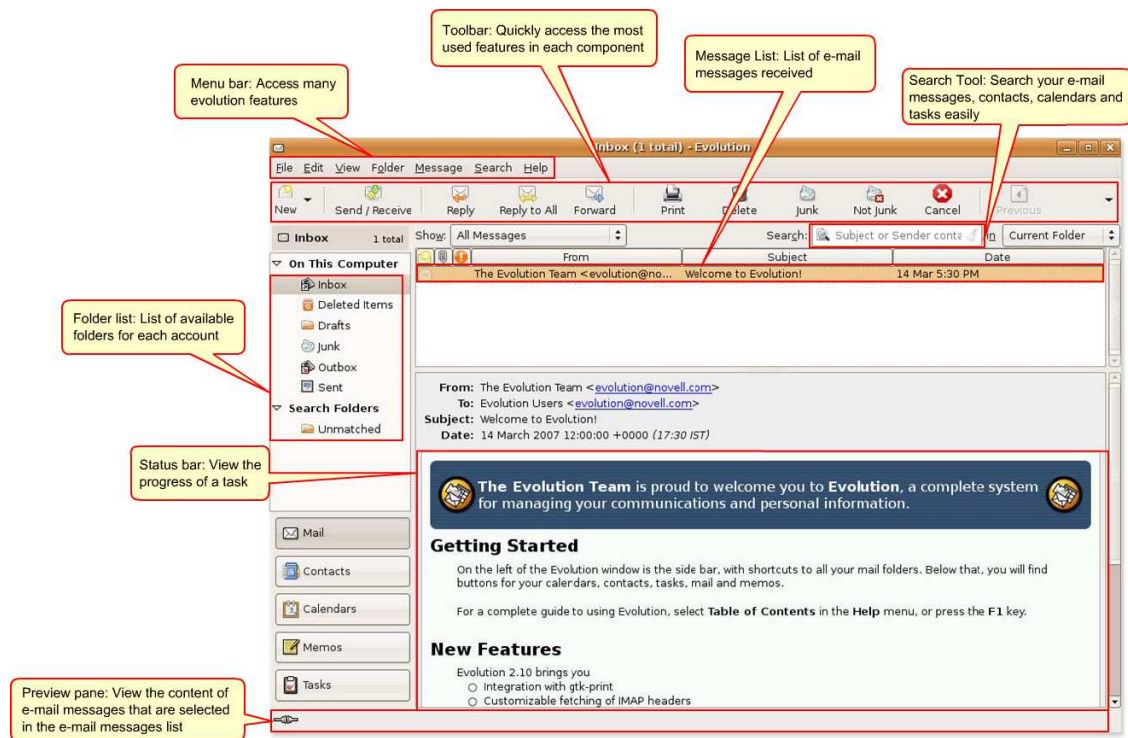 Toolbar: Quickly access the most
used features in each component
Message List: List of e-mail
messages received
Menu bar: Access many
evolution features
Search Tool: Search your e-mail
messages, contacts, calendars and
tasks easily
Inbox (1 total) - Evolution
File Edit View Folder Message Search Help
New Send / Receive Reply Reply to All Forward Print Delete Junk Not Junk Cancel Previous
Inbox 1 total Show: All Messages Search: Subject or Sender conta in Current Folder
On This Computer
From Subject Date
The Evolution Team <evolution@no... Welcome to Evolution! 14 Mar 5:30 PM
Inbox
Deleted Items
Drafts
Junk
Outbox
Sent
Search Folders
Unmatched
Folder list: List of available
folders for each account
From: The Evolution Team <evolution@novell.com>
To: Evolution Users <evolution@novell.com>
Subject: Welcome to Evolution!
Date: 14 March 2007 12:00:00 +0000 (17:30 IST)
Status bar: View the
progress of a task
The Evolution Team is proud to welcome you to Evolution, a complete system
for managing your communications and personal information.
Mail
Contacts
Calendars
Memos
Tasks
Getting Started
On the left of the Evolution window is the side bar, with shortcuts to all your mail folders. Below that, you will find
buttons for your calendars, contacts, tasks, mail and memos.
For a complete guide to using Evolution, select Table of Contents in the Help menu, or press the F1 key.
New Features
Evolution 2.10 brings you
Integration with gtk-print
Customizable fetching of IMAP headers
Preview pane: View the content of
e-mail messages that are selected
in the e-mail messages list